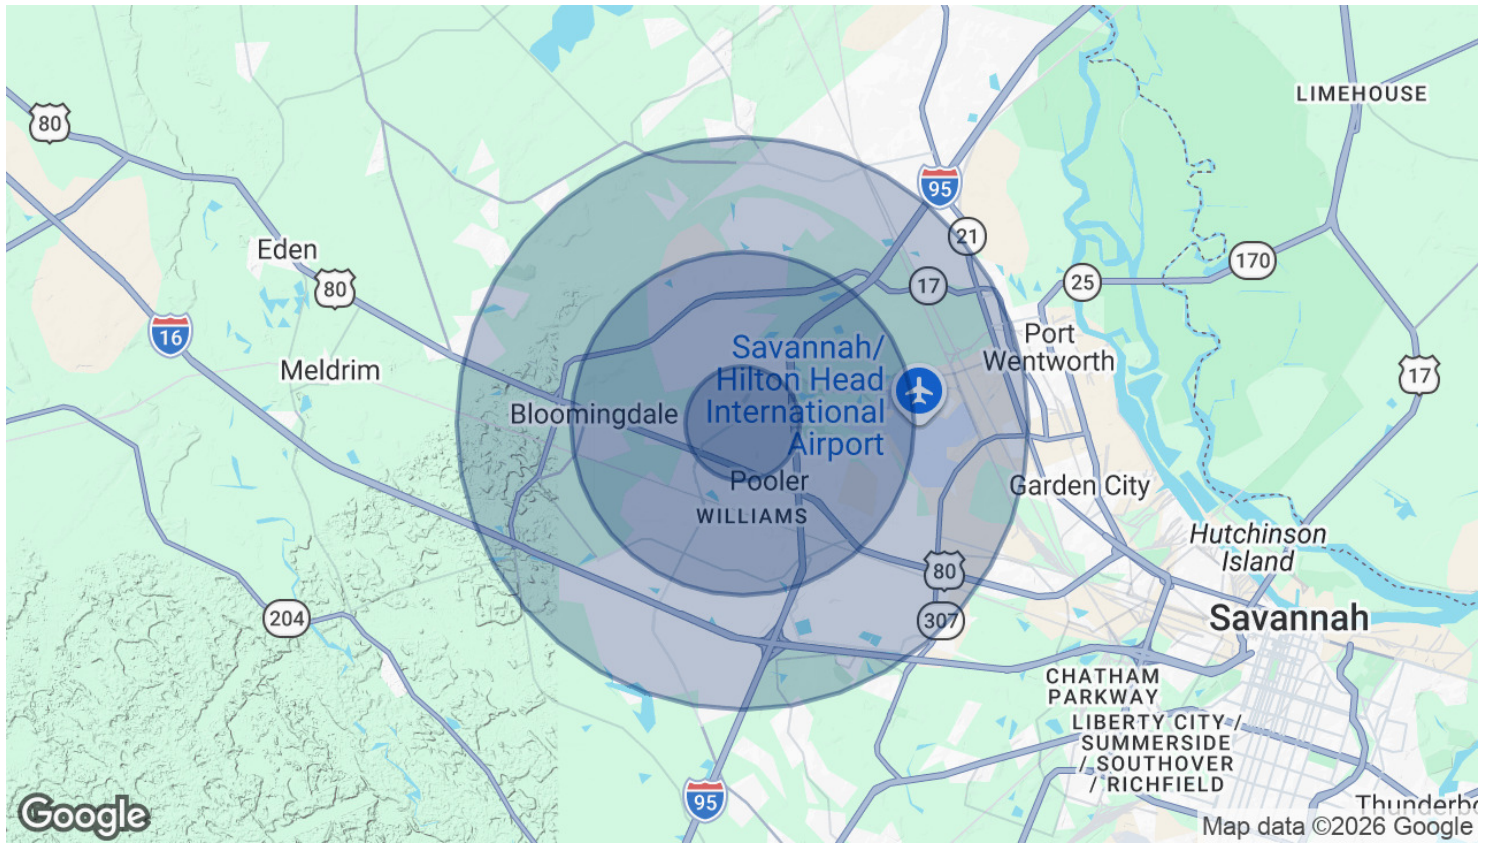 LIMEHOUSE
80
95
21
Eden
170
17
25
80
16
Port
Wentworth
Savannah/
Hilton Head
International
Airport
Meldrim
17
Bloomingdale
Pooler
WILLIAMS
Garden City
Hutchinson
Island
80
204
307
Savannah
CHATHAM
PARKWAY
LIBERTY CITY /
SUMMERSIDE
/ SOUTHOVER
/ RICHFIELD
95
Thunderbo
Google
Map data ©2026 Google